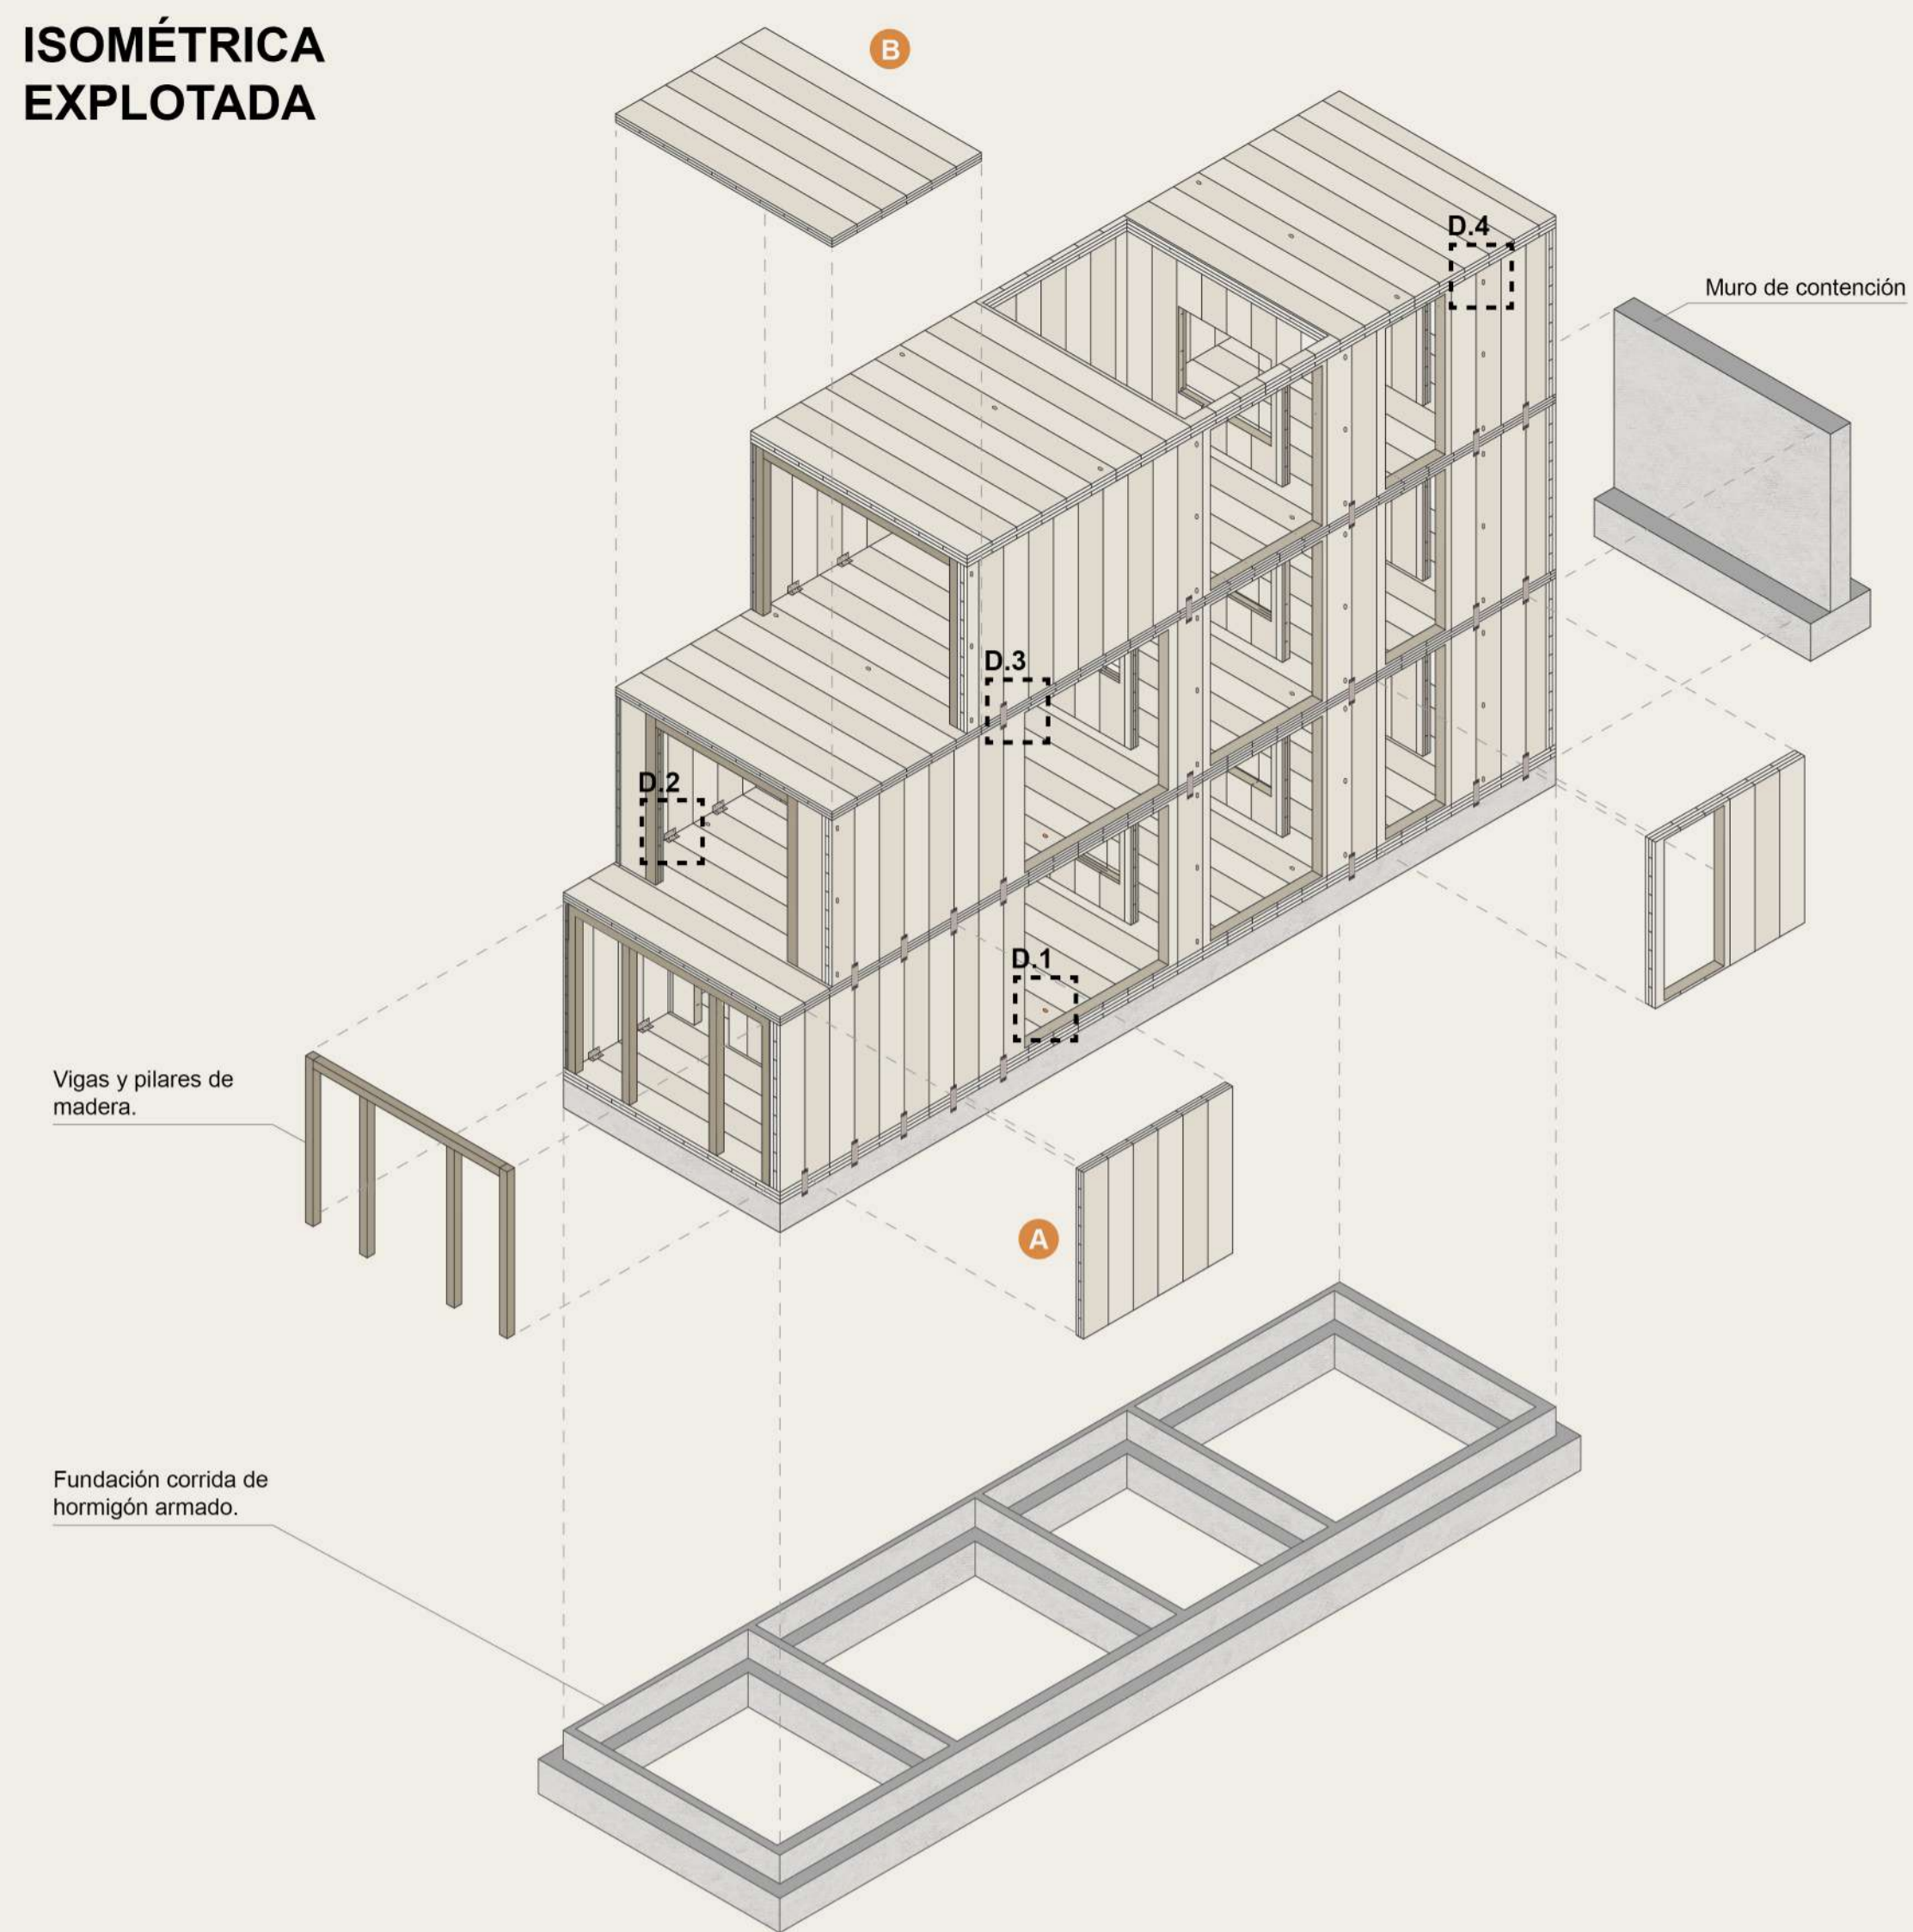 ISOMÉTRICA
EXPLOTADA
B
D.4
Muro de contención
D.3
D.2
D.1
Vigas y pilares de
madera.
A
Fundación corrida de
hormigón armado.